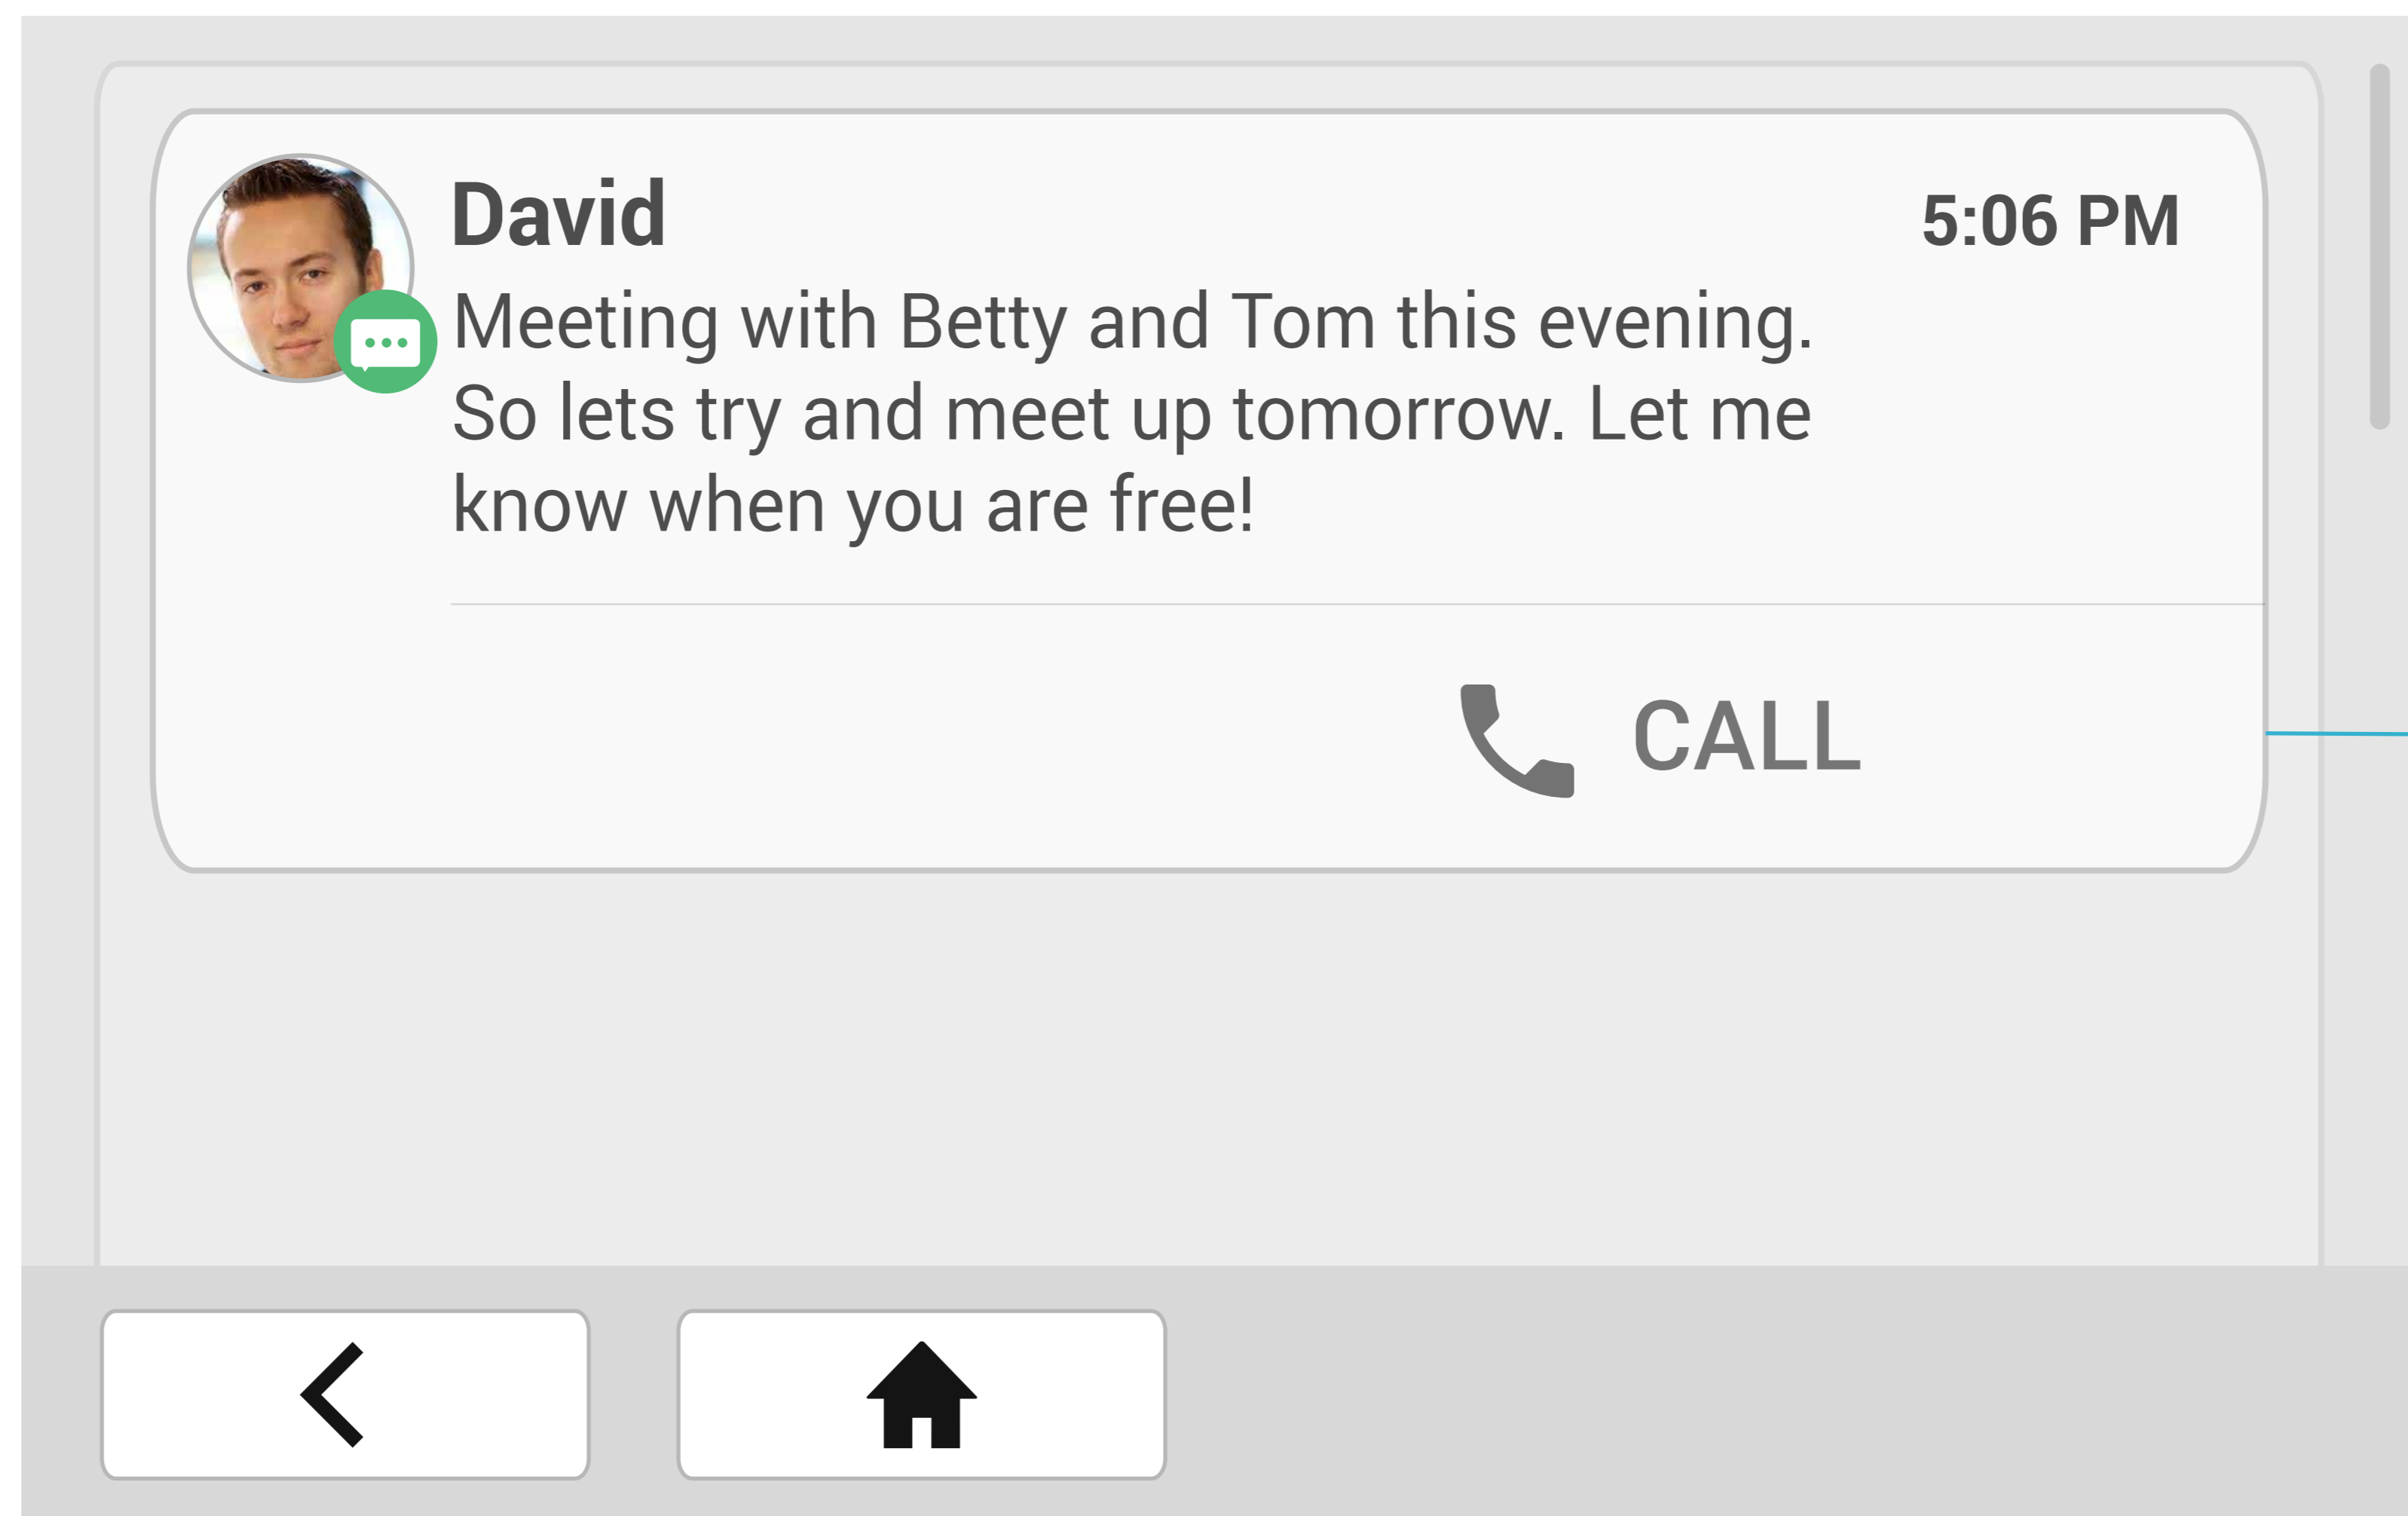 David
5:06 PM
Meeting with Betty and Tom this evening.
So lets try and meet up tomorrow. Let me
know when you are free!
CALL